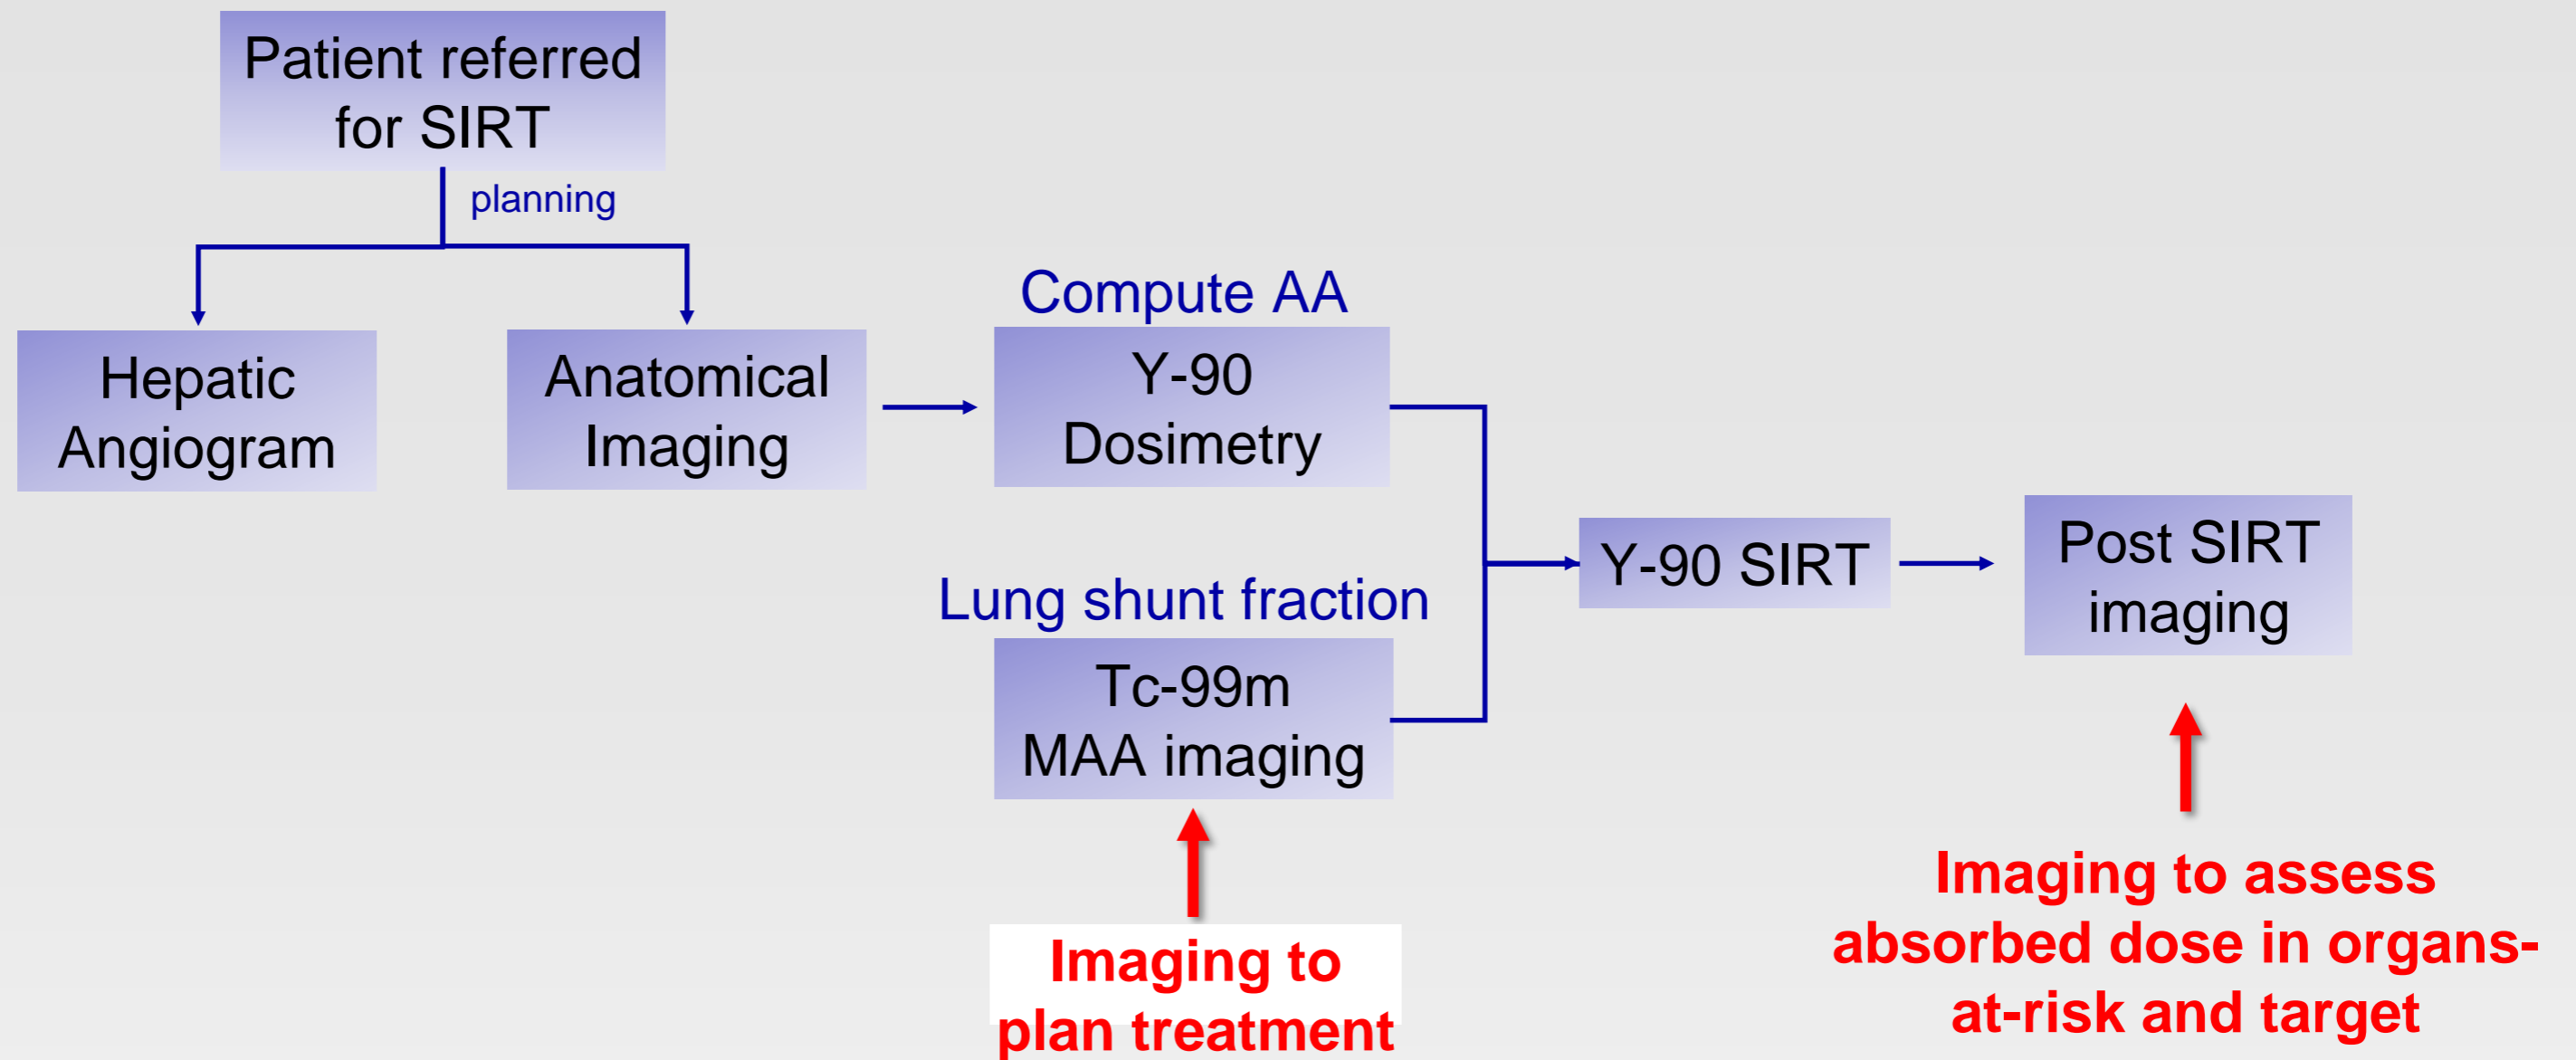 Patient referred
for SIRT
planning
Hepatic
Angiogram
Anatomical
Imaging
Compute AA
Y-90
Dosimetry
Lung shunt fraction
Tc-99m
MAA imaging
Imaging to
plan treatment
Y-90 SIRT
Post SIRT
imaging
Imaging to assess
absorbed dose in organs-
at-risk and target